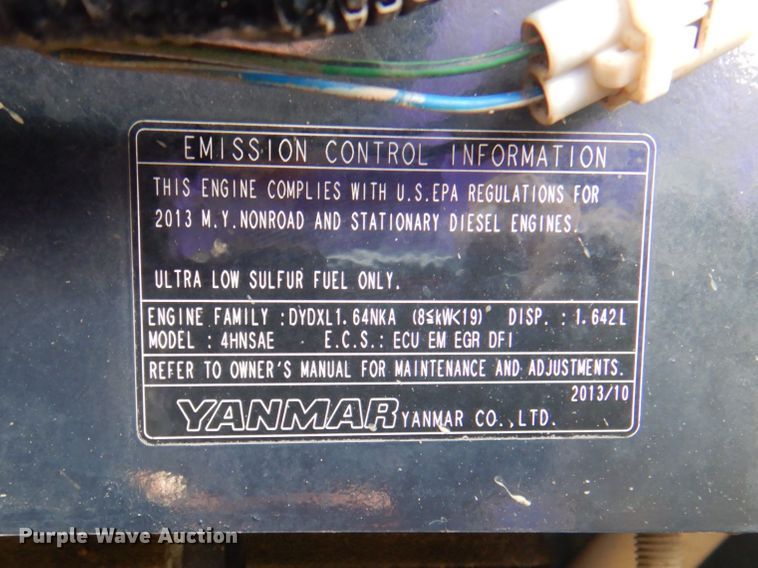 EMISSION CONTROL INFORMATION
THIS ENGINE COMPLIES WITH U.S.EPA REGULATIONS FOR
2013 M.Y.NONROAD AND STATIONARY DIESEL ENGINES.
ULTRA LOW SULFUR FUEL ONLY.
ENGINE FAMILY : DYDXL1.64NKA (8≤kW<19) DISP. : 1.642L
MODEL : 4HNSAE E.C.S.: ECU EM EGR DFI
REFER TO OWNER'S MANUAL FOR MAINTENANCE AND ADJUSTMENTS.
2013/10
YANMAR YANMAR CO.,LTD.
Purple Wave Auction